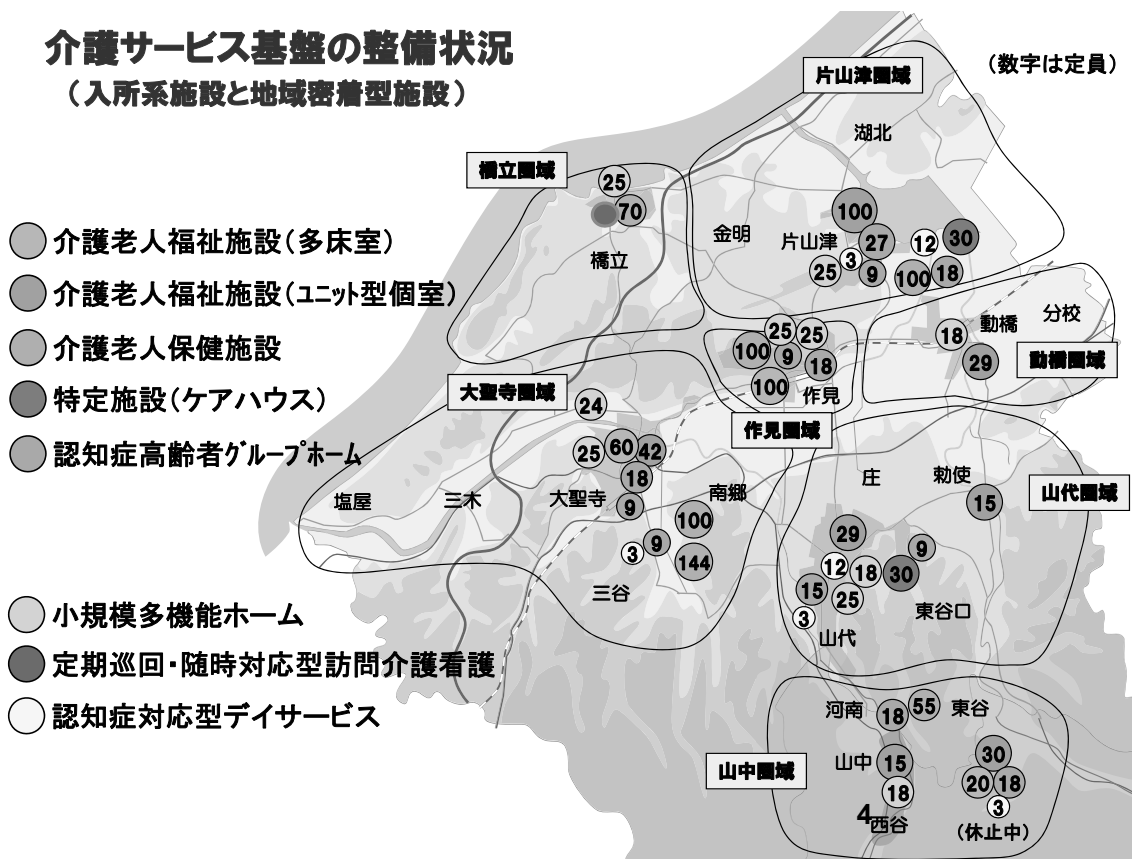 介護サービス基盤の整備状況
（入所系施設と地域密着型施設）
（数字は定員）
介護老人福祉施設（多床室）
介護老人福祉施設（ユニット型個室）
介護老人保健施設
特定施設（ケアハウス）
認知症高齢者グループホーム
小規模多機能ホーム
定期巡回・随時対応型訪問介護看護
認知症対応型デイサービス
片山津圏域
湖北
金明
片山津
100
27
12
30
3
25
9
100
18
橋立圏域
25
70
橋立
分校
動橋
18
29
動橋圏域
25
25
100
9
18
100
作見
作見圏域
大聖寺圏域
24
60
42
25
18
9
大聖寺
南郷
100
塩屋
三木
9
3
144
三谷
庄
勅使
山代圏域
15
29
9
12
18
30
15
25
3
東谷口
山代
河南
55
東谷
18
山中
15
30
山中圏域
18
20
18
3
4
西谷
（休止中）